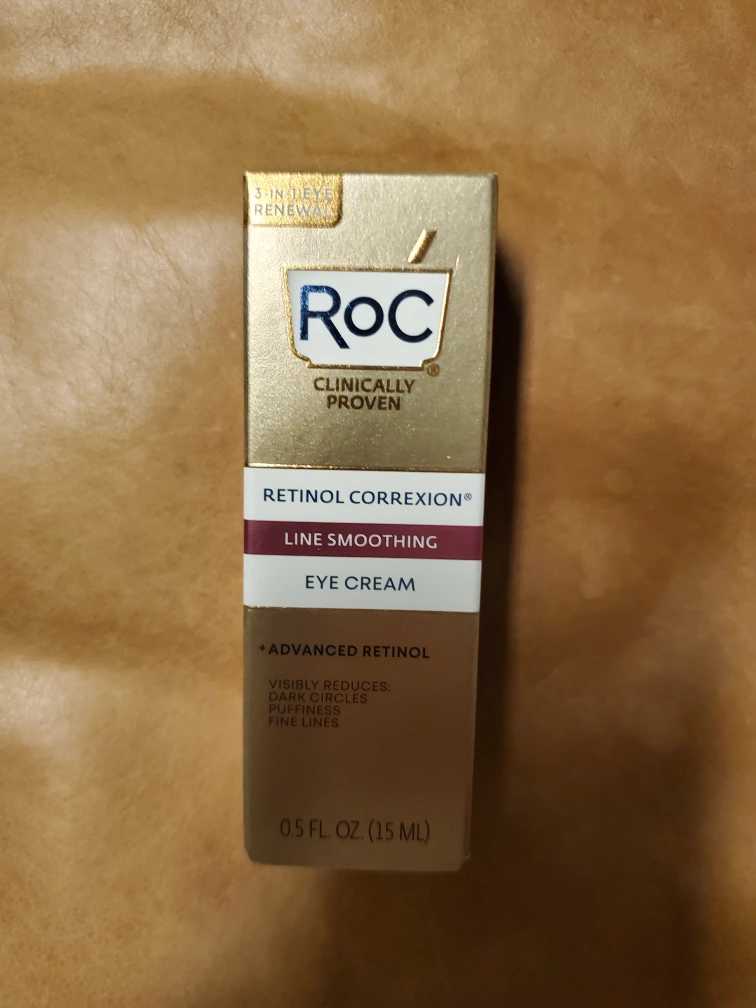 3-IN-1 EYE
RENEWAL
RoC®
CLINICALLY
PROVEN
RETINOL CORREXION®
LINE SMOOTHING
EYE CREAM
+ADVANCED RETINOL
VISIBLY REDUCES:
DARK CIRCLES
PUFFINESS
FINE LINES
0.5 FL. OZ. (15 ML)